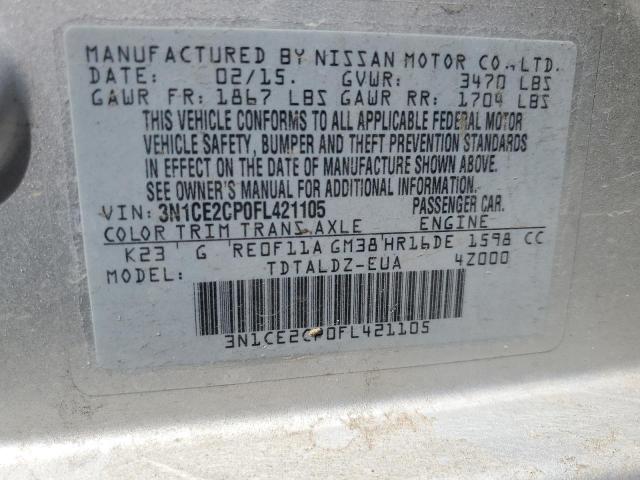 MANUFACTURED BY NISSAN MOTOR CO.,LTD.
DATE: 02/15. GVWR: 3470 LBS
GAWR FR: 1867 LBS GAWR RR: 1704 LBS
THIS VEHICLE CONFORMS TO ALL APPLICABLE FEDERAL MOTOR
VEHICLE SAFETY, BUMPER AND THEFT PREVENTION STANDARDS
IN EFFECT ON THE DATE OF MANUFACTURE SHOWN ABOVE.
SEE OWNER'S MANUAL FOR ADDITIONAL INFORMATION.
VIN: 3N1CE2CP0FL421105 PASSENGER CAR.
COLOR TRIM TRANS AXLE ENGINE
K23 G RE0F11A GM38 HR16DE 1598 CC
MODEL: TDTALDZ-EUA 4Z000
3N1CE2CP0FL421105